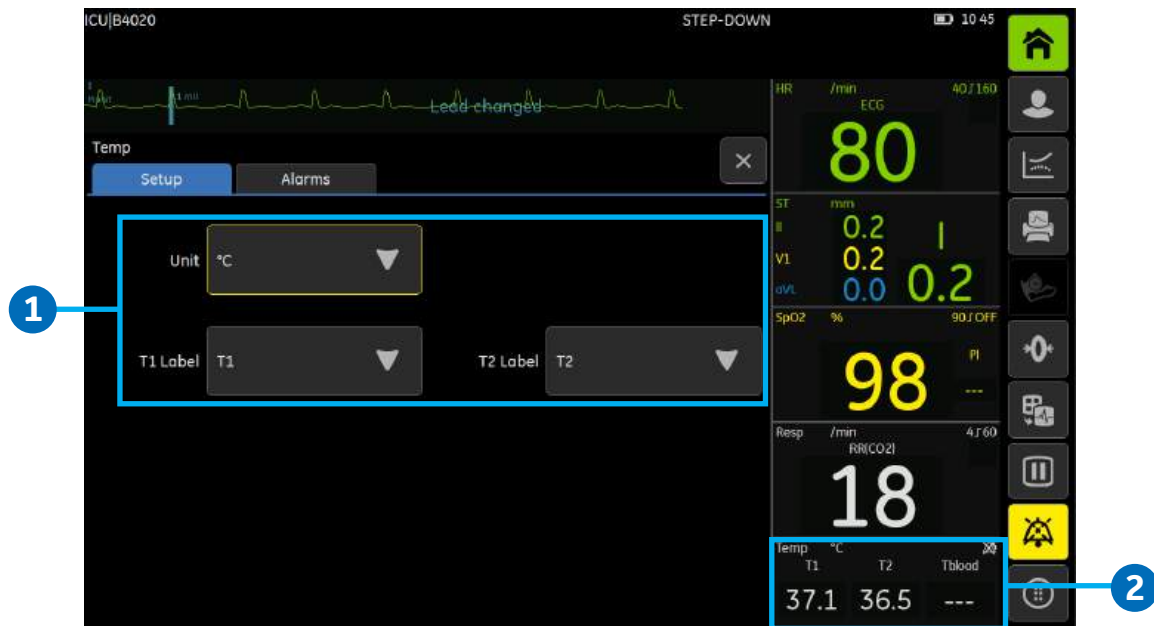 ICU|B4020 STEP-DOWN 10 45
1 mV
Lead changed
HR /min 40 160
ECG
80
Temp
Setup Alarms
ST mm
II 0.2
V1 0.2
aVL 0.0 0.2
Unit °C
1
T1 Label T1 T2 Label T2
SpO2 % 90 OFF
PI
98 ---
Resp /min 4 60
RR(CO2)
18
Temp °C
T1 T2 Tblood
37.1 36.5 ---
2